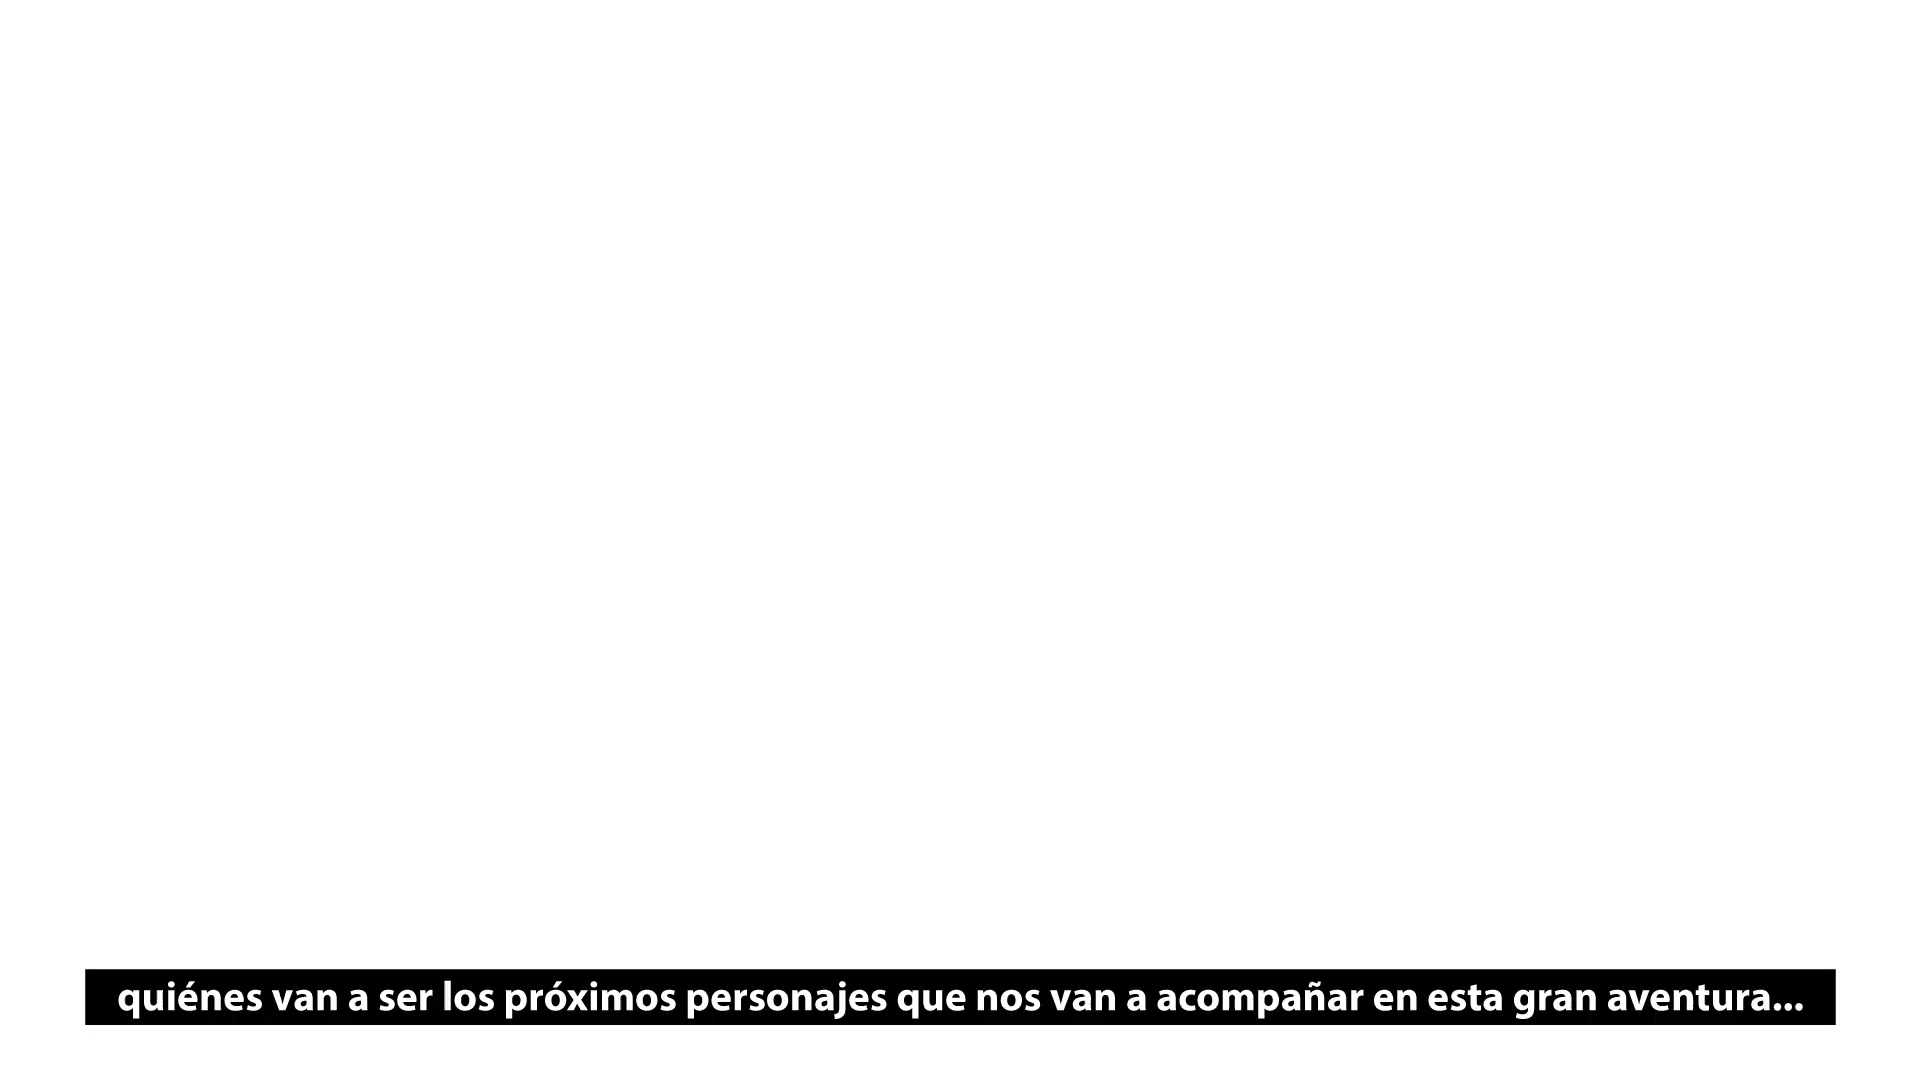 quiénes van a ser los próximos personajes que nos van a acompañar en esta gran aventura...